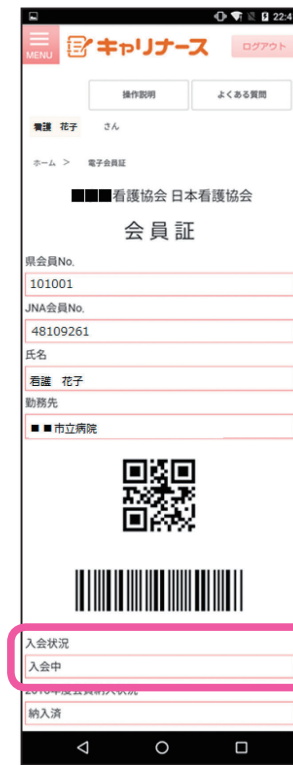 22:4
MENU
キャリナース
ログアウト
操作説明
よくある質問
看護 花子 さん
ホーム > 電子会員証
■■■看護協会 日本看護協会
会員証
県会員No.
101001
JNA会員No.
48109261
氏名
看護 花子
勤務先
■■市立病院
入会状況
入会中
納入済